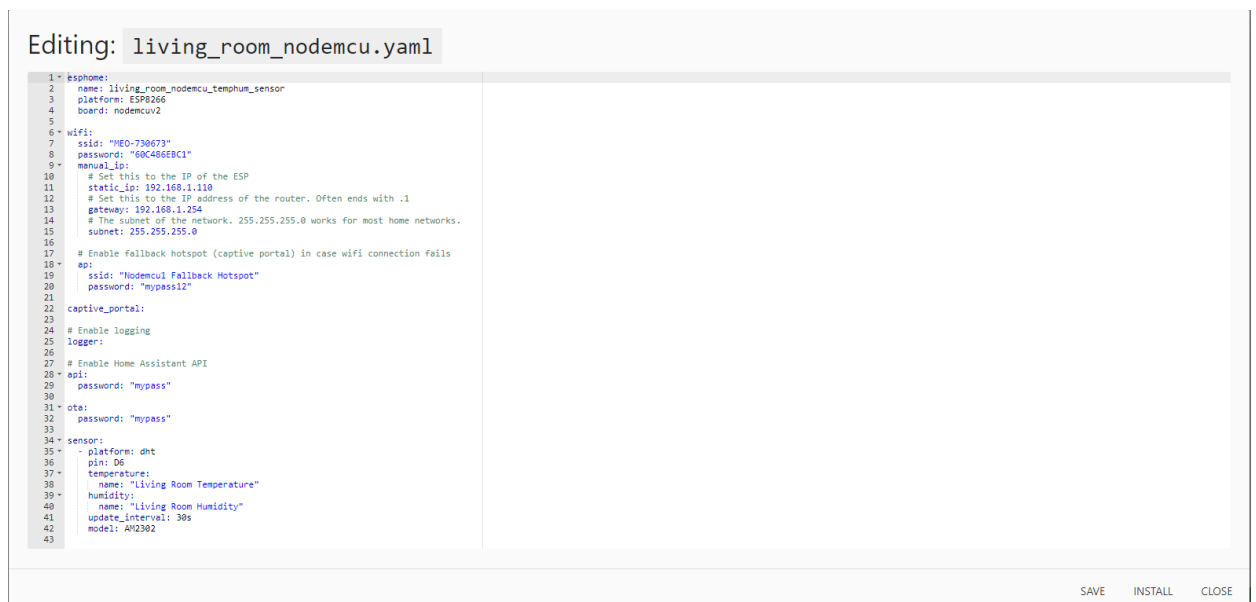 Editing: living_room_nodemcu.yaml
1 esphome:
2   name: living_room_nodemcu_temphum_sensor
3   platform: ESP8266
4   board: nodemcuv2
5
6 wifi:
7   ssid: "MEO-730673"
8   password: "60C486EBC1"
9   manual_ip:
10     # Set this to the IP of the ESP
11     static_ip: 192.168.1.110
12     # Set this to the IP address of the router. Often ends with .1
13     gateway: 192.168.1.254
14     # The subnet of the network. 255.255.255.0 works for most home networks.
15     subnet: 255.255.255.0
16
17   # Enable fallback hotspot (captive portal) in case wifi connection fails
18   ap:
19     ssid: "Nodemcu1 Fallback Hotspot"
20     password: "mypass12"
21
22 captive_portal:
23
24 # Enable logging
25 logger:
26
27 # Enable Home Assistant API
28 api:
29   password: "mypass"
30
31 ota:
32   password: "mypass"
33
34 sensor:
35   - platform: dht
36     pin: D6
37     temperature:
38       name: "Living Room Temperature"
39     humidity:
40       name: "Living Room Humidity"
41     update_interval: 30s
42     model: AM2302
43
SAVE INSTALL CLOSE